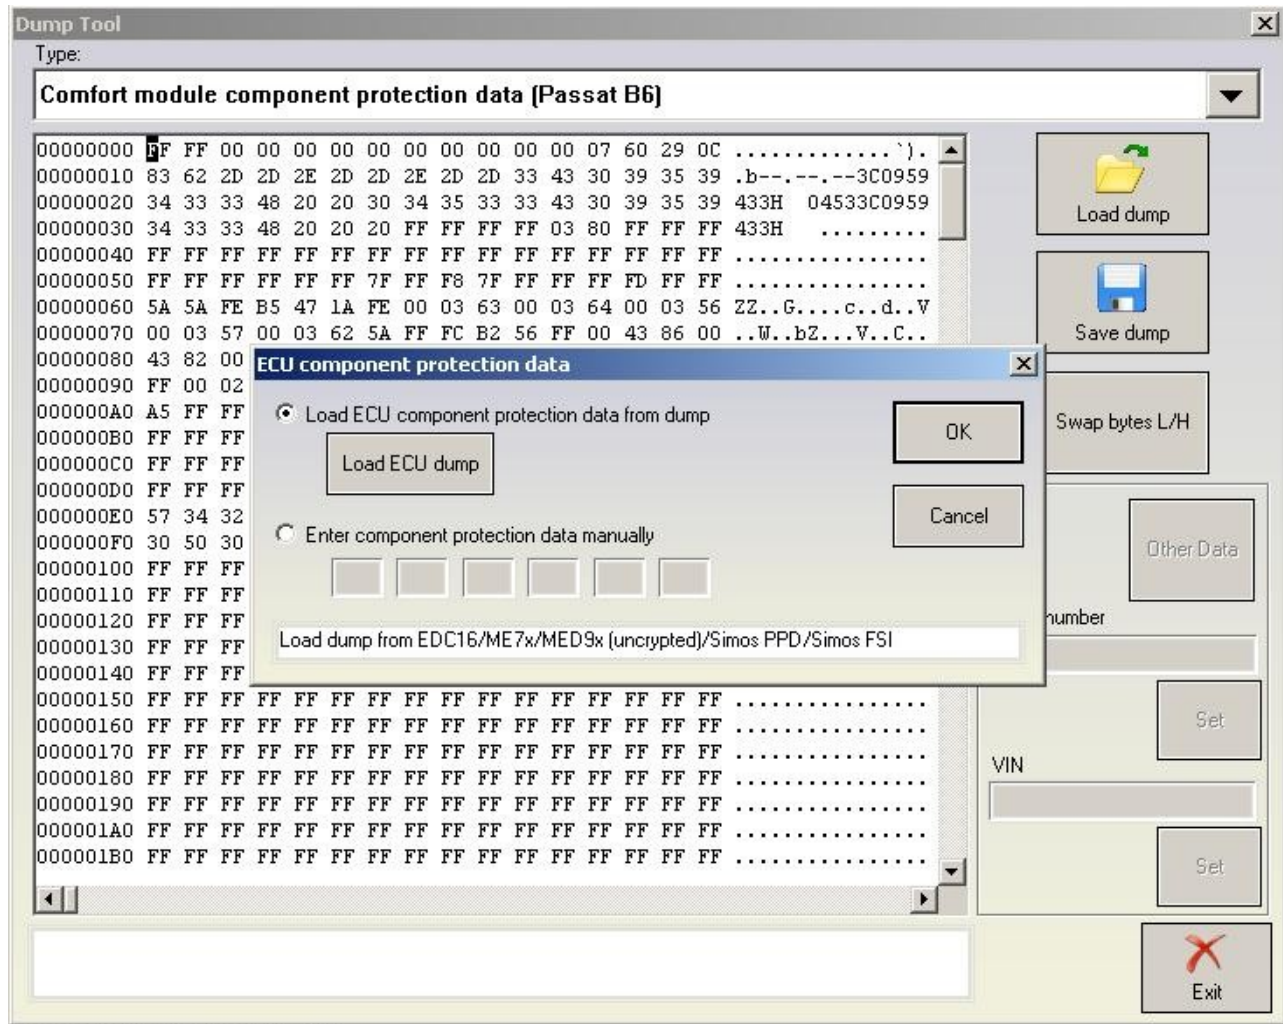 Dump Tool
Type:
Comfort module component protection data (Passat B6)
00000000 FF FF 00 00 00 00 00 00 00 00 00 00 07 60 29 0C .............`).
00000010 83 62 2D 2D 2E 2D 2D 2E 2D 2D 33 43 30 39 35 39 .b--.--.--3C0959
00000020 34 33 33 48 20 20 30 34 35 33 33 43 30 39 35 39 433H  04533C0959
00000030 34 33 33 48 20 20 20 FF FF FF FF 03 80 FF FF FF 433H   .........
00000040 FF FF FF FF FF FF FF FF FF FF FF FF FF FF FF FF ................
00000050 FF FF FF FF FF FF 7F FF F8 7F FF FF FF FD FF FF ................
00000060 5A 5A FE B5 47 1A FE 00 03 63 00 03 64 00 03 56 ZZ..G....c..d..V
00000070 00 03 57 00 03 62 5A FF FC B2 56 FF 00 43 86 00 ..W..bZ...V..C..
00000080 43 82 00
00000090 FF 00 02
000000A0 A5 FF FF
000000B0 FF FF FF
000000C0 FF FF FF
000000D0 FF FF FF
000000E0 57 34 32
000000F0 30 50 30
00000100 FF FF FF
00000110 FF FF FF
00000120 FF FF FF
00000130 FF FF FF
00000140 FF FF FF
00000150 FF FF FF FF FF FF FF FF FF FF FF FF FF FF FF FF ................
00000160 FF FF FF FF FF FF FF FF FF FF FF FF FF FF FF FF ................
00000170 FF FF FF FF FF FF FF FF FF FF FF FF FF FF FF FF ................
00000180 FF FF FF FF FF FF FF FF FF FF FF FF FF FF FF FF ................
00000190 FF FF FF FF FF FF FF FF FF FF FF FF FF FF FF FF ................
000001A0 FF FF FF FF FF FF FF FF FF FF FF FF FF FF FF FF ................
000001B0 FF FF FF FF FF FF FF FF FF FF FF FF FF FF FF FF ................
ECU component protection data
Load ECU component protection data from dump
Load ECU dump
Enter component protection data manually
OK
Cancel
Load dump from EDC16/ME7x/MED9x (uncrypted)/Simos PPD/Simos FSI
Load dump
Save dump
Swap bytes L/H
Other Data
number
Set
VIN
Set
Exit